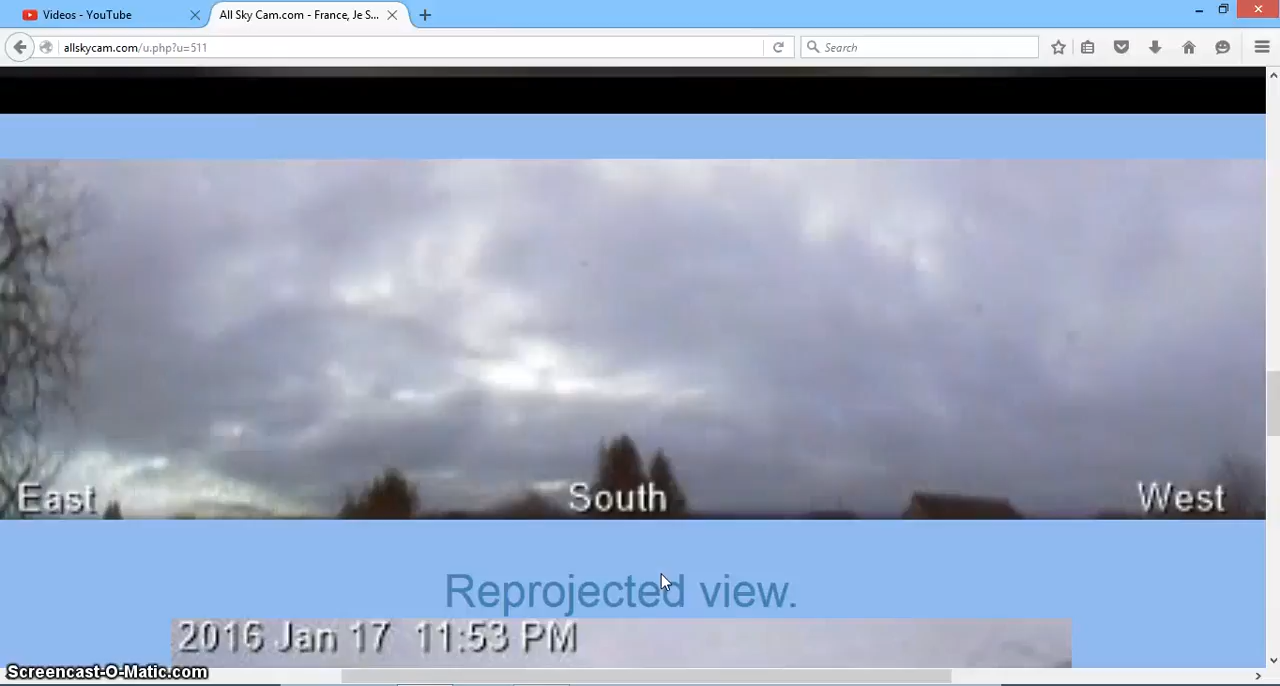 Videos - YouTube
All Sky Cam.com - France, Je S...
allskycam.com/u.php?u=511
Search
East
South
West
Reprojected view.
2016 Jan 17 11:53 PM
Screencast-O-Matic.com